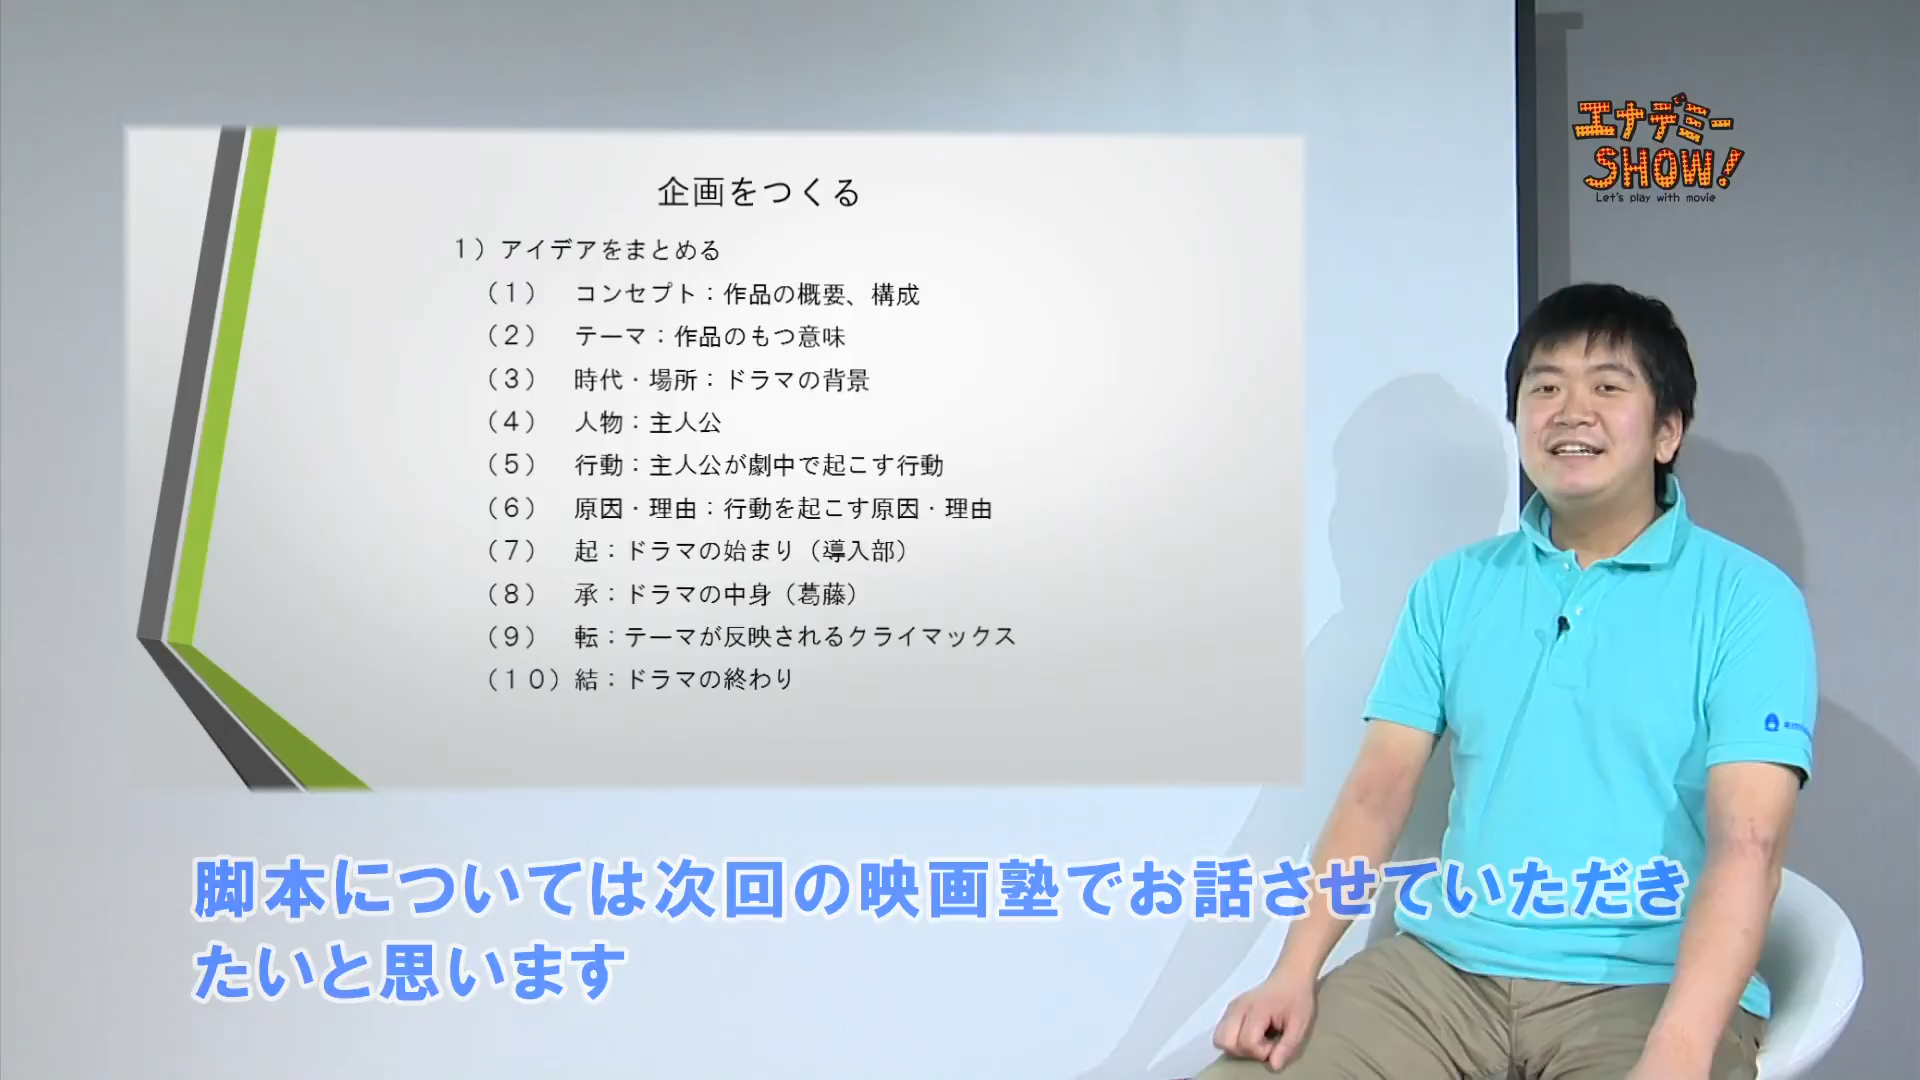 エナデミー
SHOW!
Let's play with movie
企画をつくる
１）アイデアをまとめる
（１） コンセプト：作品の概要、構成
（２） テーマ：作品のもつ意味
（３） 時代・場所：ドラマの背景
（４） 人物：主人公
（５） 行動：主人公が劇中で起こす行動
（６） 原因・理由：行動を起こす原因・理由
（７） 起：ドラマの始まり（導入部）
（８） 承：ドラマの中身（葛藤）
（９） 転：テーマが反映されるクライマックス
（１０）結：ドラマの終わり
脚本については次回の映画塾でお話させていただき
たいと思います